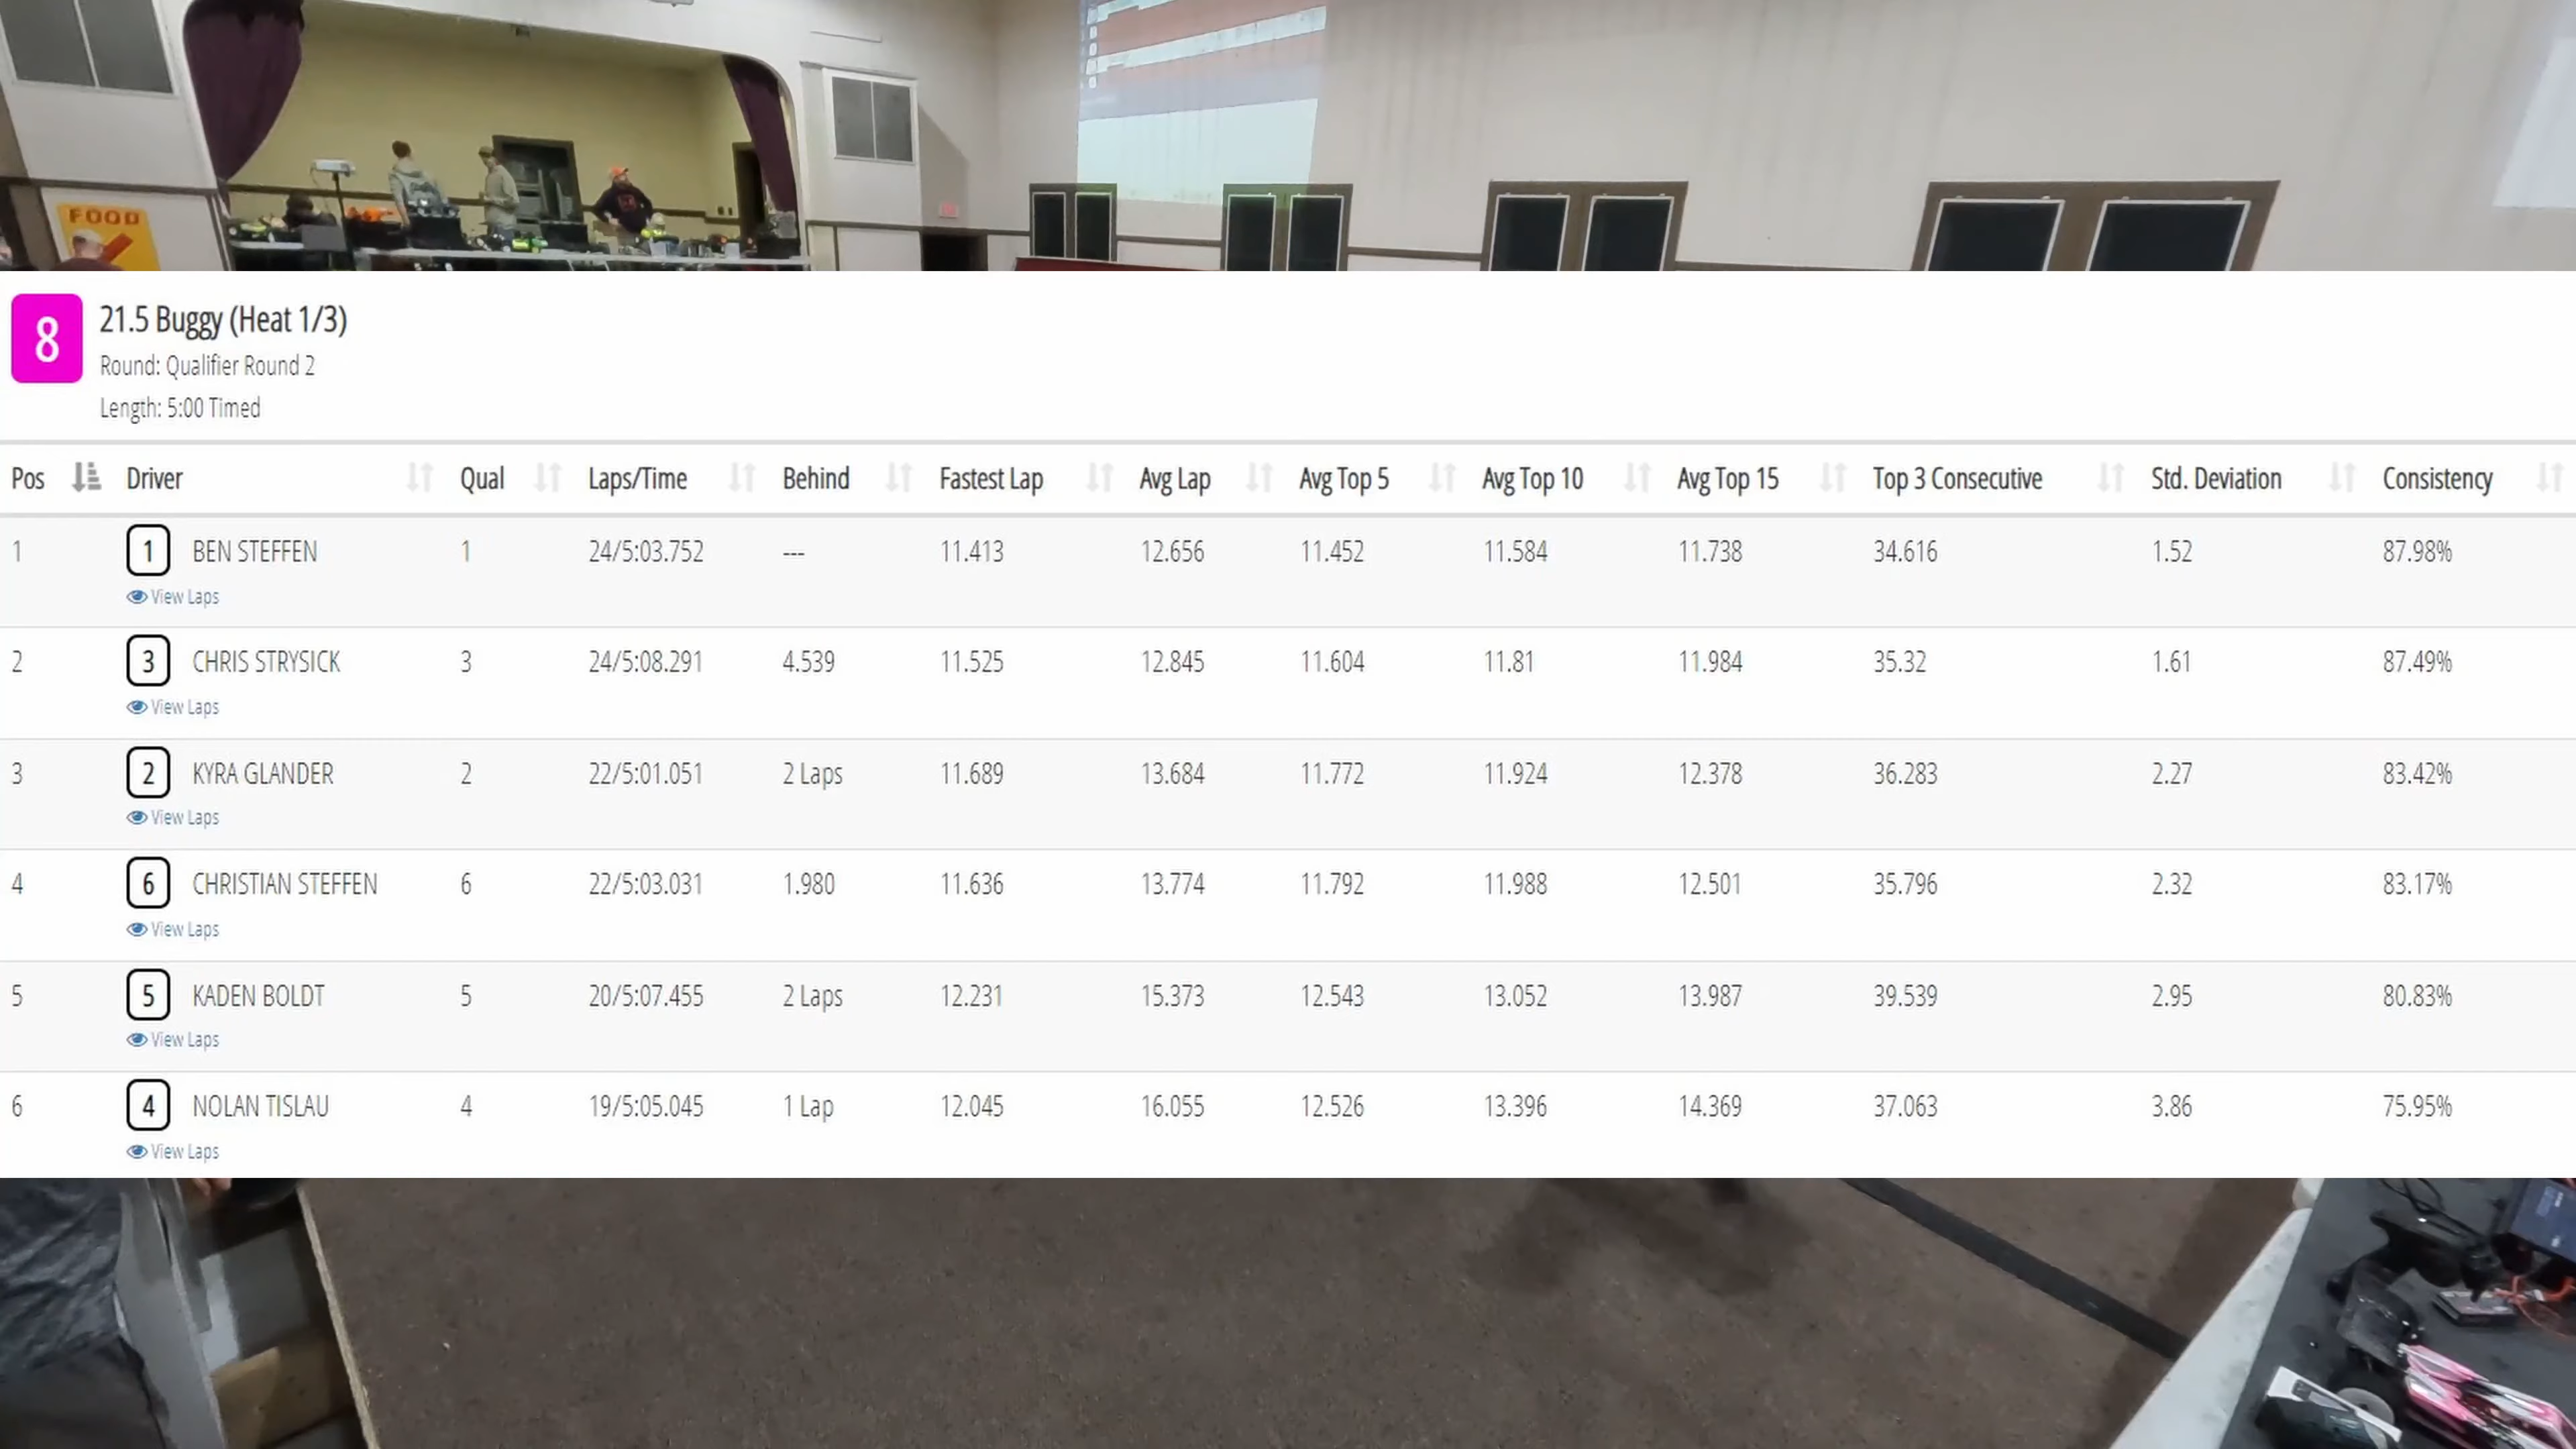 FOOD
8
21.5 Buggy (Heat 1/3)
Round: Qualifier Round 2
Length: 5:00 Timed
Pos Driver Qual Laps/Time Behind Fastest Lap Avg Lap Avg Top 5 Avg Top 10 Avg Top 15 Top 3 Consecutive Std. Deviation Consistency
1 1 BEN STEFFEN 1 24/5:03.752 --- 11.413 12.656 11.452 11.584 11.738 34.616 1.52 87.98%
View Laps
2 3 CHRIS STRYSICK 3 24/5:08.291 4.539 11.525 12.845 11.604 11.81 11.984 35.32 1.61 87.49%
View Laps
3 2 KYRA GLANDER 2 22/5:01.051 2 Laps 11.689 13.684 11.772 11.924 12.378 36.283 2.27 83.42%
View Laps
4 6 CHRISTIAN STEFFEN 6 22/5:03.031 1.980 11.636 13.774 11.792 11.988 12.501 35.796 2.32 83.17%
View Laps
5 5 KADEN BOLDT 5 20/5:07.455 2 Laps 12.231 15.373 12.543 13.052 13.987 39.539 2.95 80.83%
View Laps
6 4 NOLAN TISLAU 4 19/5:05.045 1 Lap 12.045 16.055 12.526 13.396 14.369 37.063 3.86 75.95%
View Laps